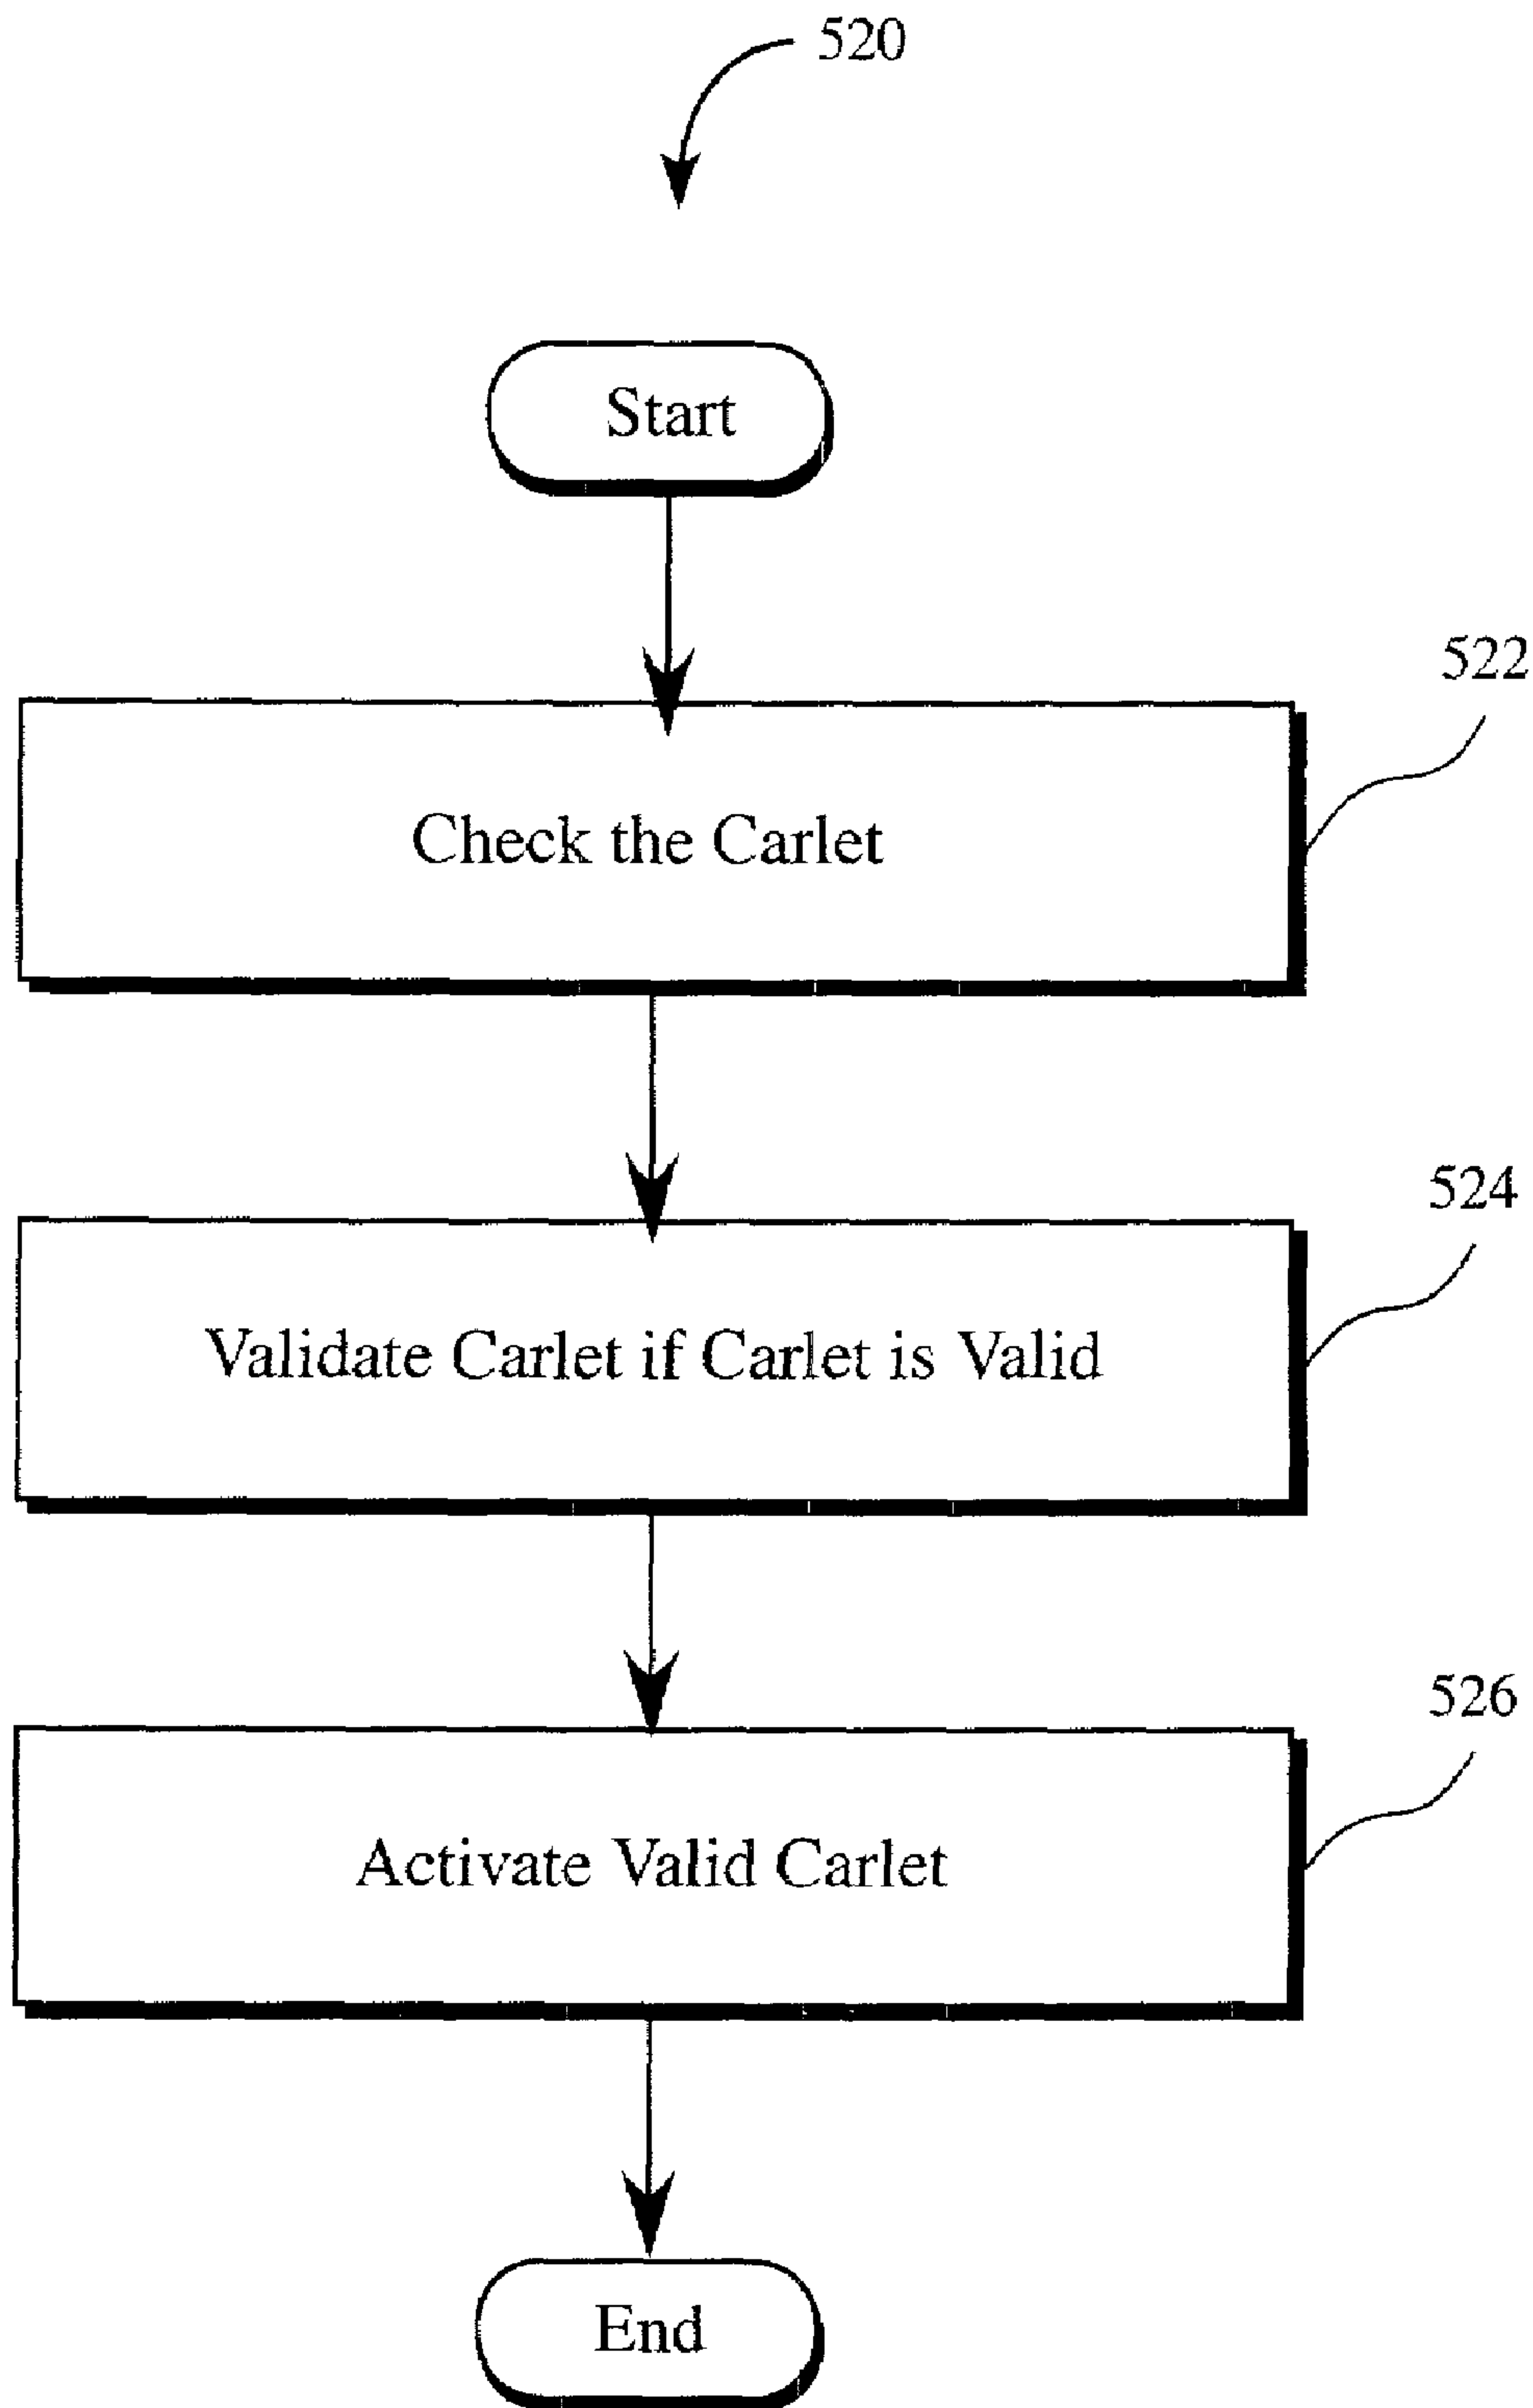 520
Start
522
Check the Carlet
524
Validate Carlet if Carlet is Valid
526
Activate Valid Carlet
End